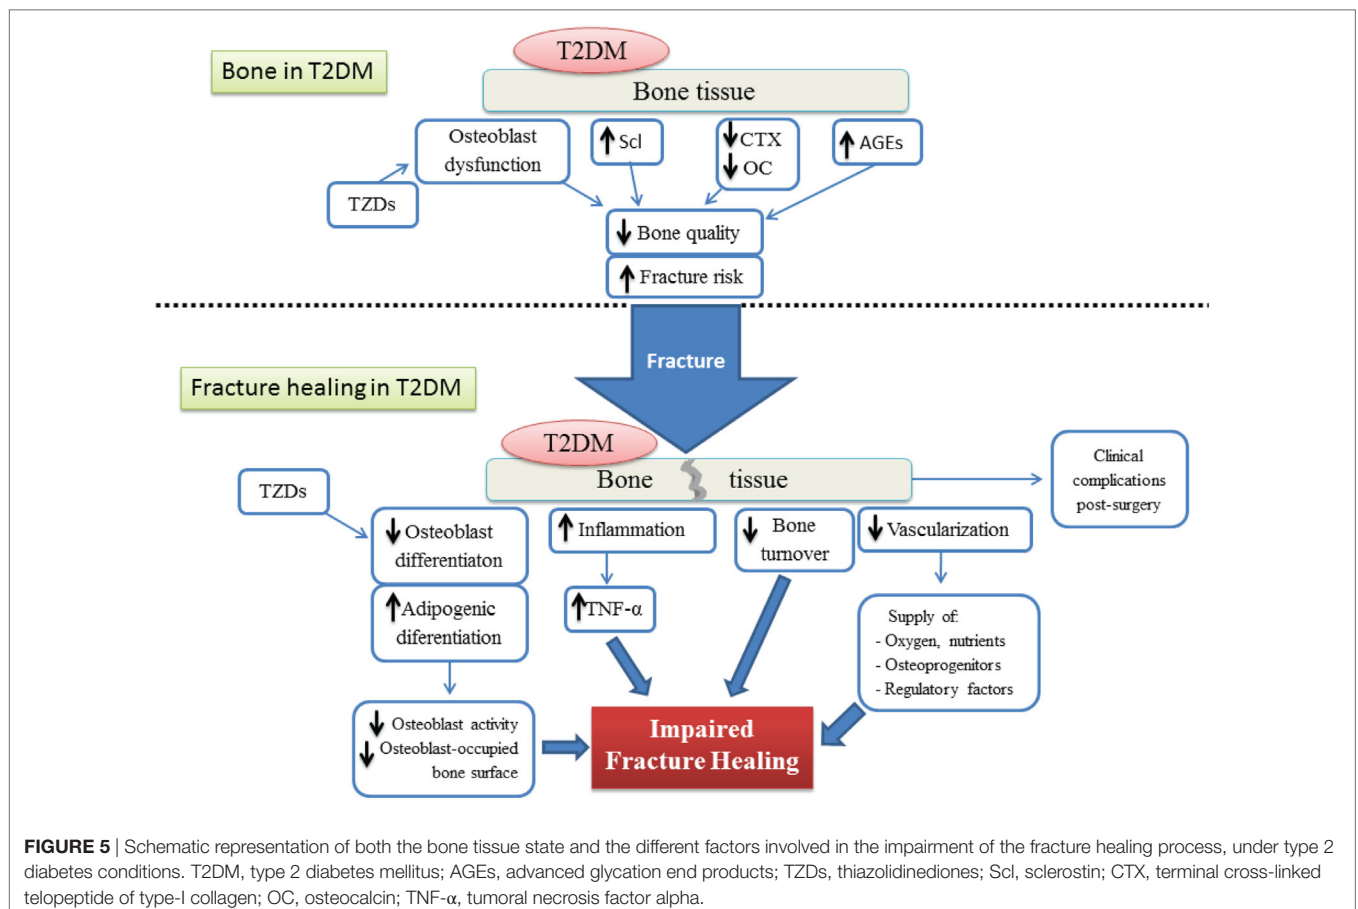 T2DM
Bone in T2DM
Bone tissue
Osteoblast
dysfunction
Scl
CTX
OC
AGEs
TZDs
Bone quality
Fracture risk
Fracture
Fracture healing in T2DM
T2DM
Bone tissue
Clinical
complications
post-surgery
TZDs
Osteoblast
differentiaton
Inflammation
Bone
turnover
Vascularization
Adipogenic
diferentiation
TNF-α
Supply of:
- Oxygen, nutrients
- Osteoprogenitors
- Regulatory factors
Osteoblast activity
Osteoblast-occupied
bone surface
Impaired
Fracture Healing
FIGURE 5 | Schematic representation of both the bone tissue state and the different factors involved in the impairment of the fracture healing process, under type 2
diabetes conditions. T2DM, type 2 diabetes mellitus; AGEs, advanced glycation end products; TZDs, thiazolidinediones; Scl, sclerostin; CTX, terminal cross-linked
telopeptide of type-I collagen; OC, osteocalcin; TNF-α, tumoral necrosis factor alpha.